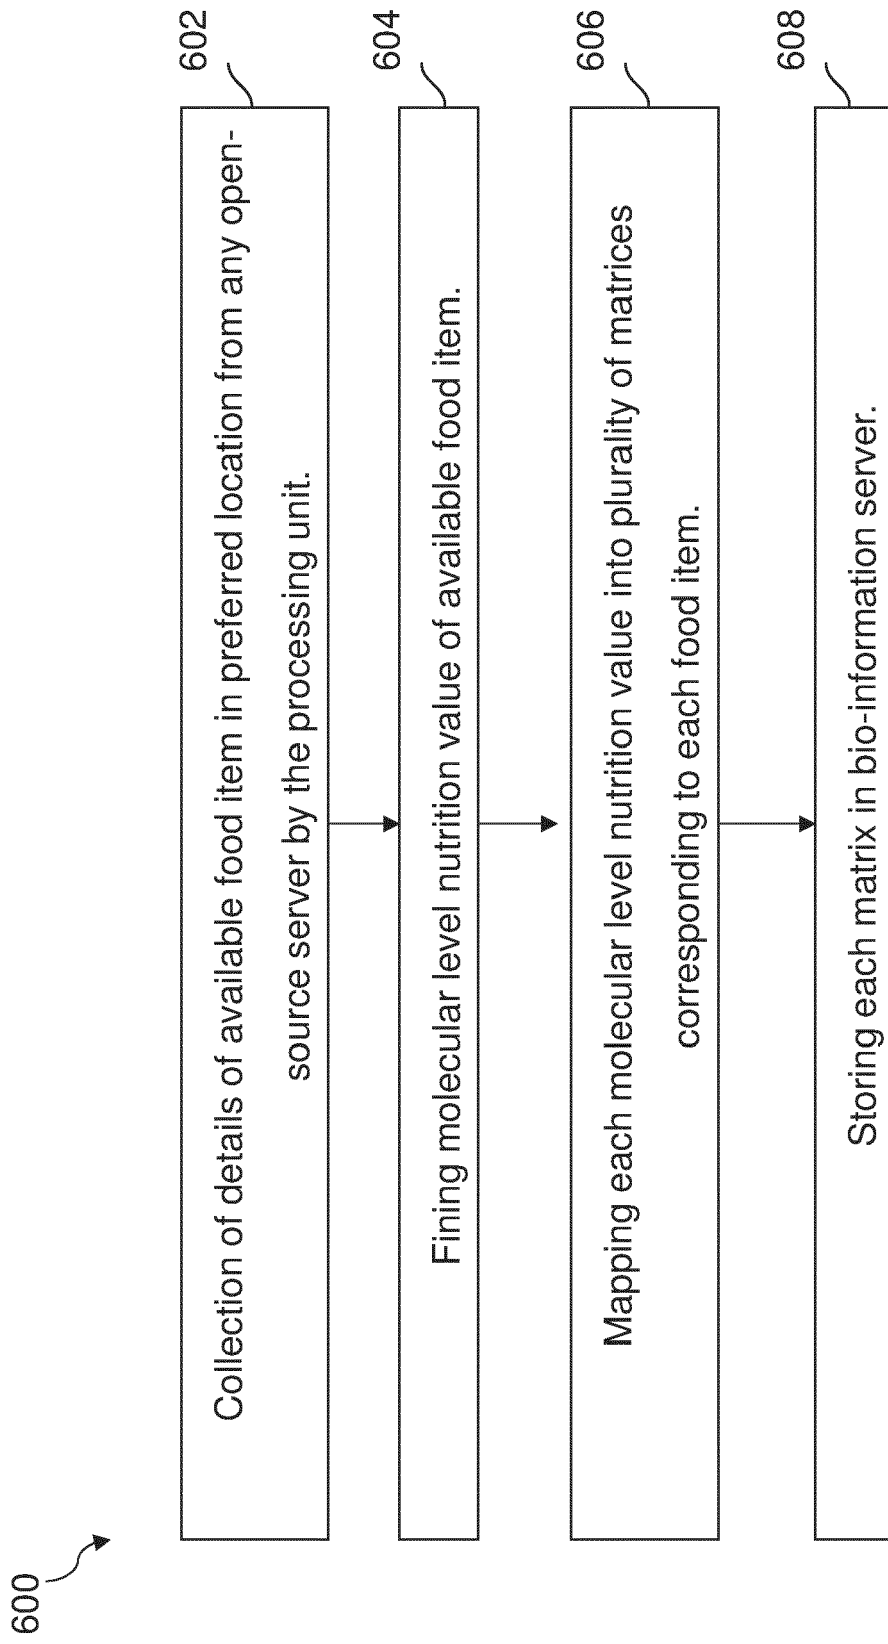 600
602
Collection of details of available food item in preferred location from any open-
source server by the processing unit.
604
Fining molecular level nutrition value of available food item.
606
Mapping each molecular level nutrition value into plurality of matrices
corresponding to each food item.
608
Storing each matrix in bio-information server.